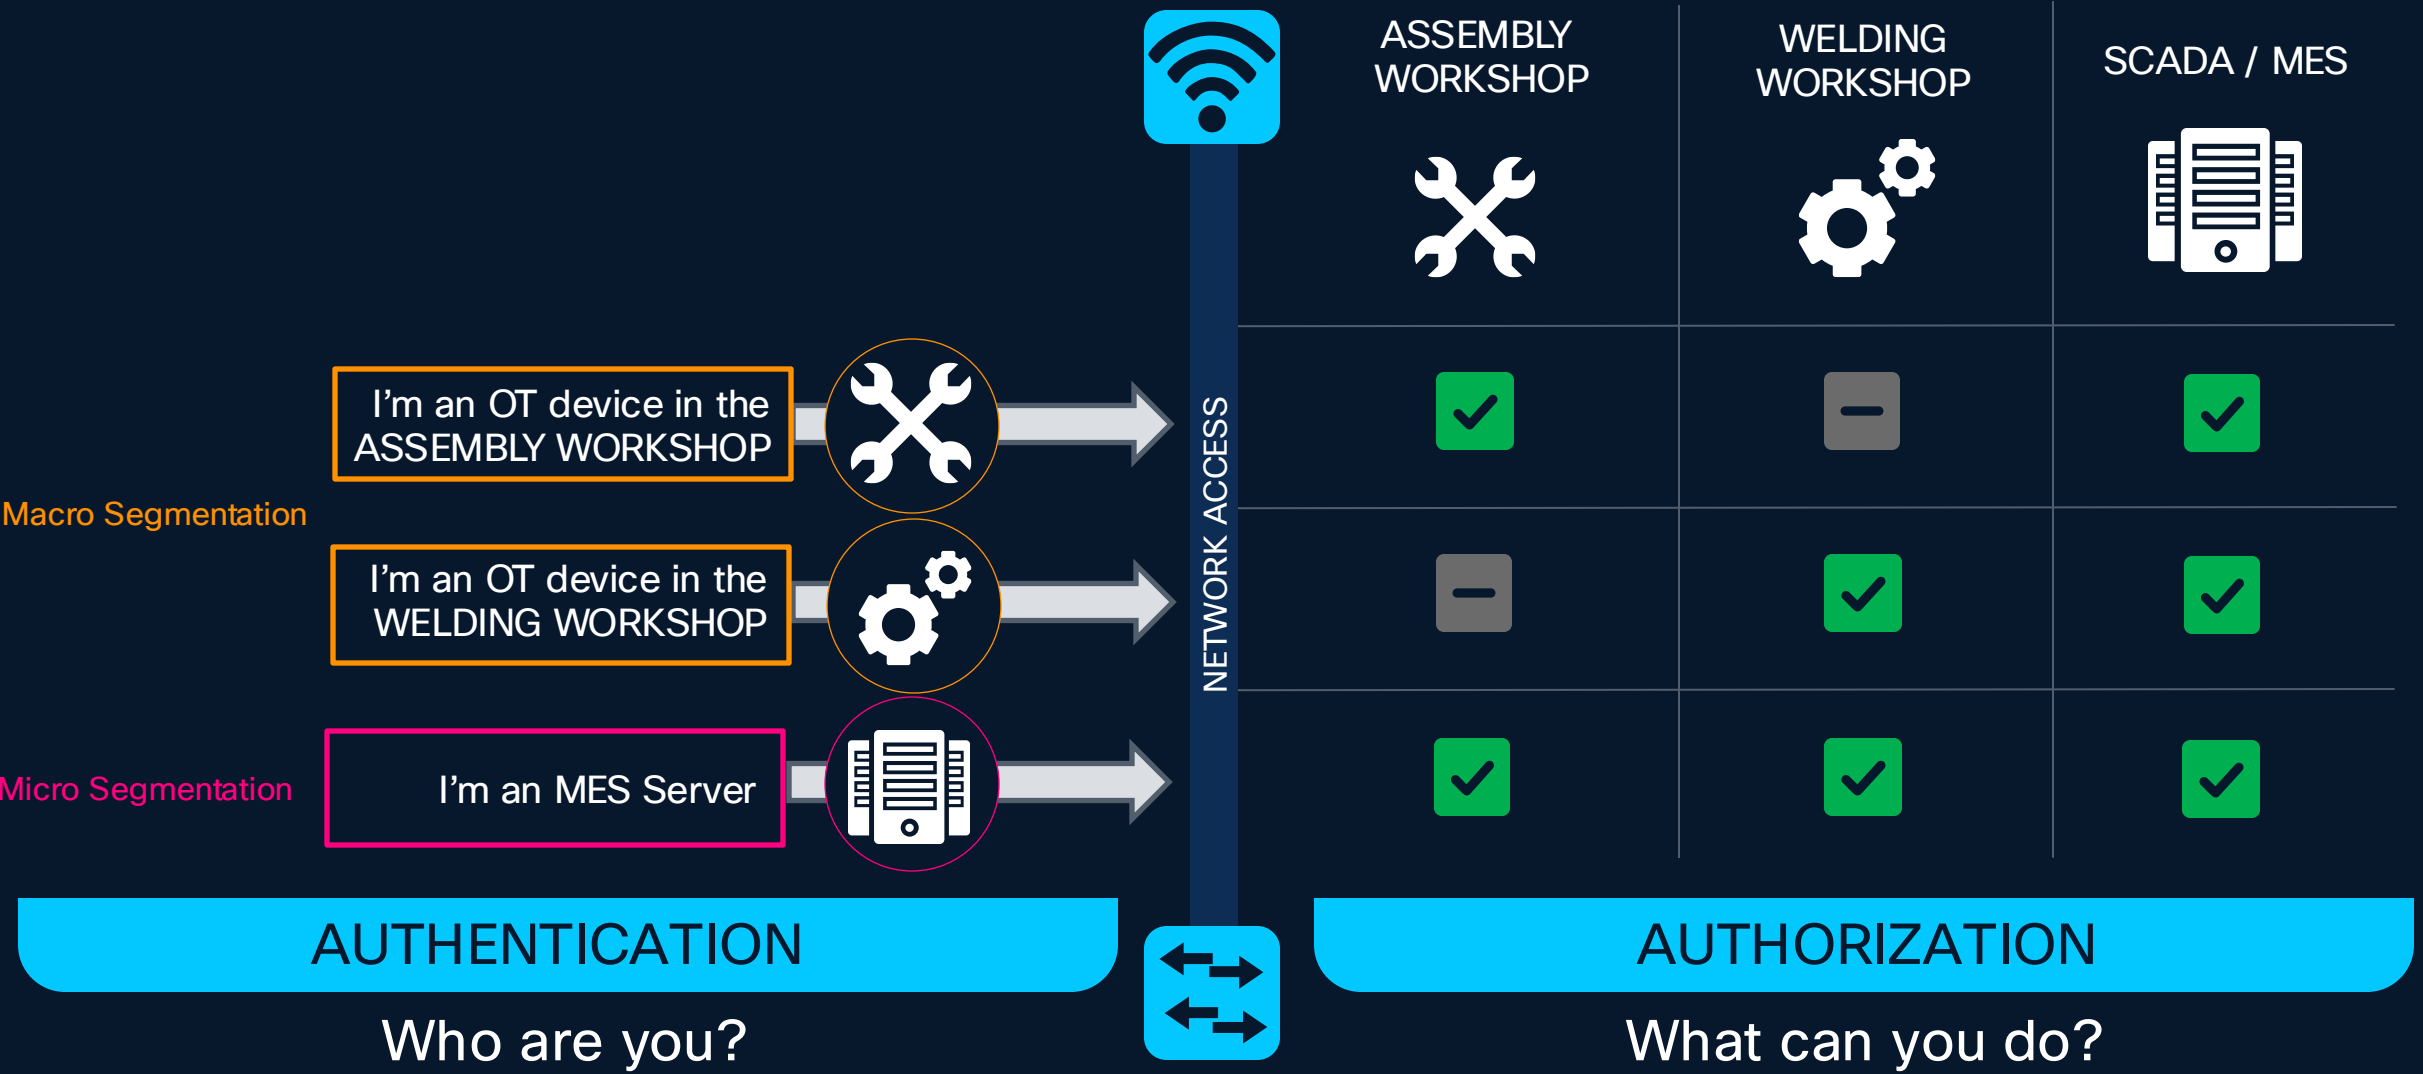 ASSEMBLY
WORKSHOP
WELDING
WORKSHOP
SCADA / MES
I'm an OT device in the
ASSEMBLY WORKSHOP
Macro Segmentation
I'm an OT device in the
WELDING WORKSHOP
Micro Segmentation
I'm an MES Server
NETWORK ACCESS
AUTHENTICATION
Who are you?
AUTHORIZATION
What can you do?